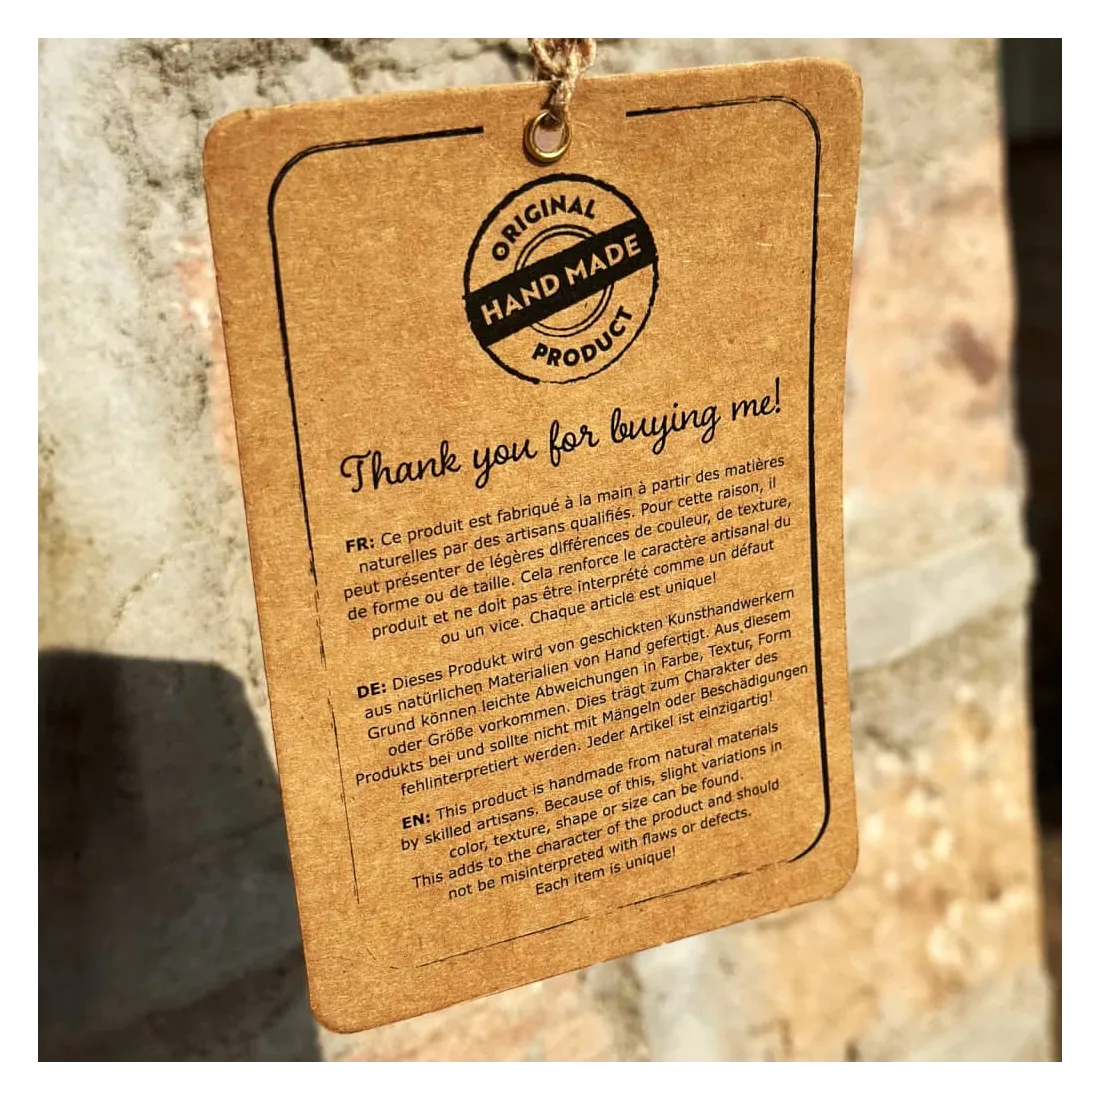 ORIGINAL
HAND MADE
PRODUCT
Thank you for buying me!
FR: Ce produit est fabriqué à la main à partir des matières
naturelles par des artisans qualifiés. Pour cette raison, il
peut présenter de légères différences de couleur, de texture,
de forme ou de taille. Cela renforce le caractère artisanal du
produit et ne doit pas être interprété comme un défaut
ou un vice. Chaque article est unique!
DE: Dieses Produkt wird von geschickten Kunsthandwerkern
aus natürlichen Materialien von Hand gefertigt. Aus diesem
Grund können leichte Abweichungen in Farbe, Textur, Form
oder Größe vorkommen. Dies trägt zum Charakter des
Produkts bei und sollte nicht mit Mängeln oder Beschädigungen
fehlinterpretiert werden. Jeder Artikel ist einzigartig!
EN: This product is handmade from natural materials
by skilled artisans. Because of this, slight variations in
color, texture, shape or size can be found.
This adds to the character of the product and should
not be misinterpreted with flaws or defects.
Each item is unique!